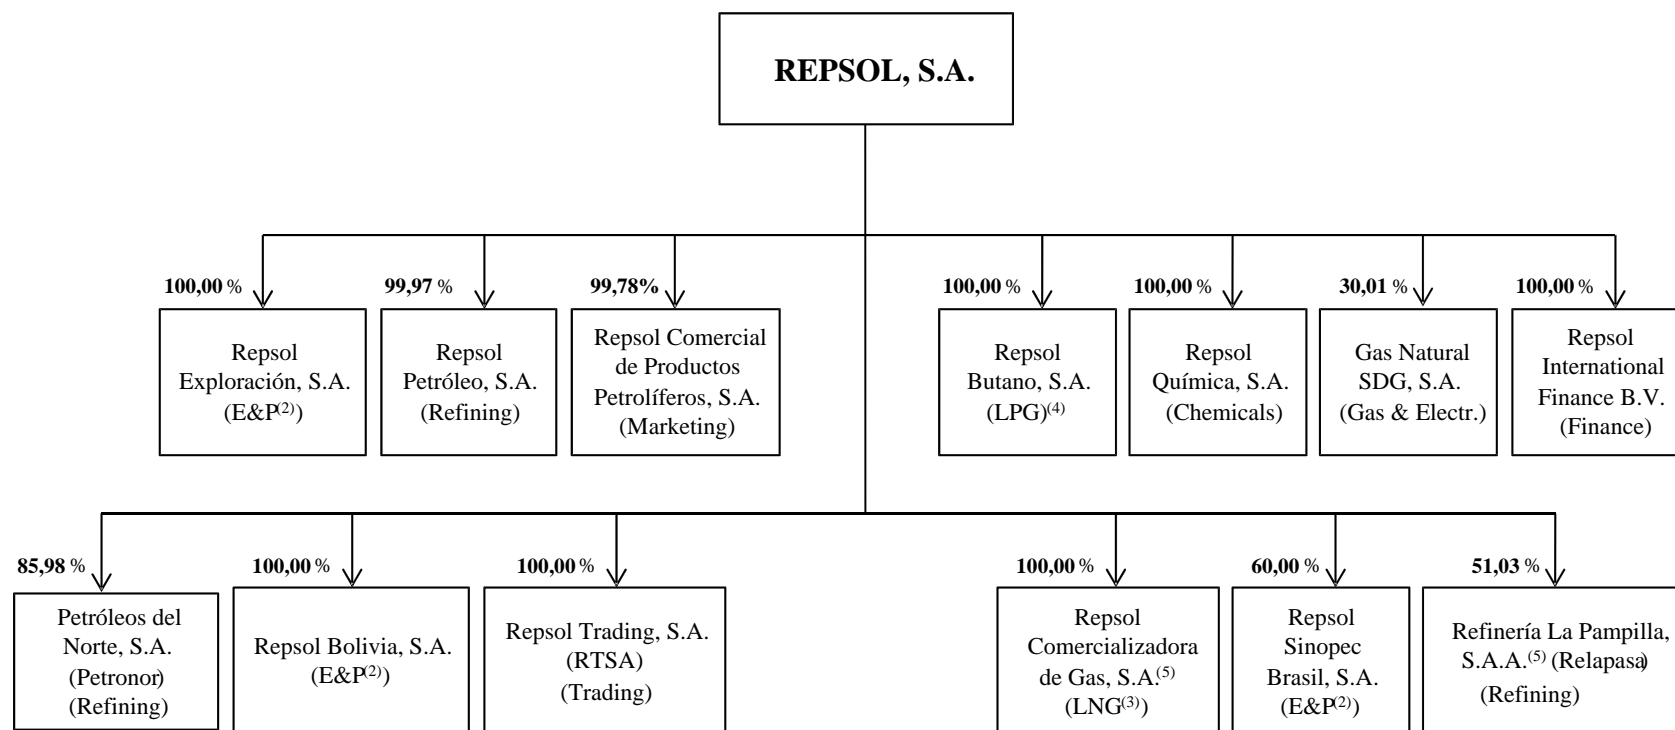 REPSOL, S.A.
100,00 %
Repsol
Exploración, S.A.
(E&P(2))
99,97 %
Repsol
Petróleo, S.A.
(Refining)
99,78%
Repsol Comercial
de Productos
Petrolíferos, S.A.
(Marketing)
100,00 %
Repsol
Butano, S.A.
(LPG)(4)
100,00 %
Repsol
Química, S.A.
(Chemicals)
30,01 %
Gas Natural
SDG, S.A.
(Gas & Electr.)
100,00 %
Repsol
International
Finance B.V.
(Finance)
85,98 %
Petróleos del
Norte, S.A.
(Petronor)
(Refining)
100,00 %
Repsol Bolivia, S.A.
(E&P(2))
100,00 %
Repsol Trading, S.A.
(RTSA)
(Trading)
100,00 %
Repsol
Comercializadora
de Gas, S.A.(5)
(LNG(3))
60,00 %
Repsol
Sinopec
Brasil, S.A.
(E&P(2))
51,03 %
Refinería La Pampilla,
S.A.A.(5) (Relapasa)
(Refining)